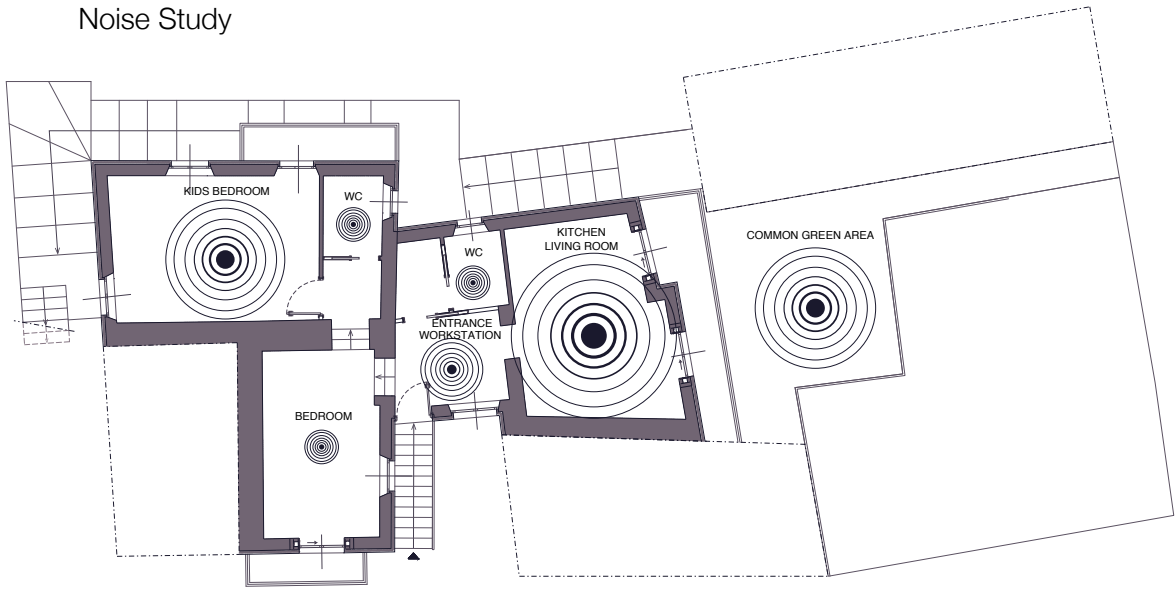 Noise Study
KIDS BEDROOM
WC
WC
KITCHEN
LIVING ROOM
COMMON GREEN AREA
ENTRANCE
WORKSTATION
BEDROOM